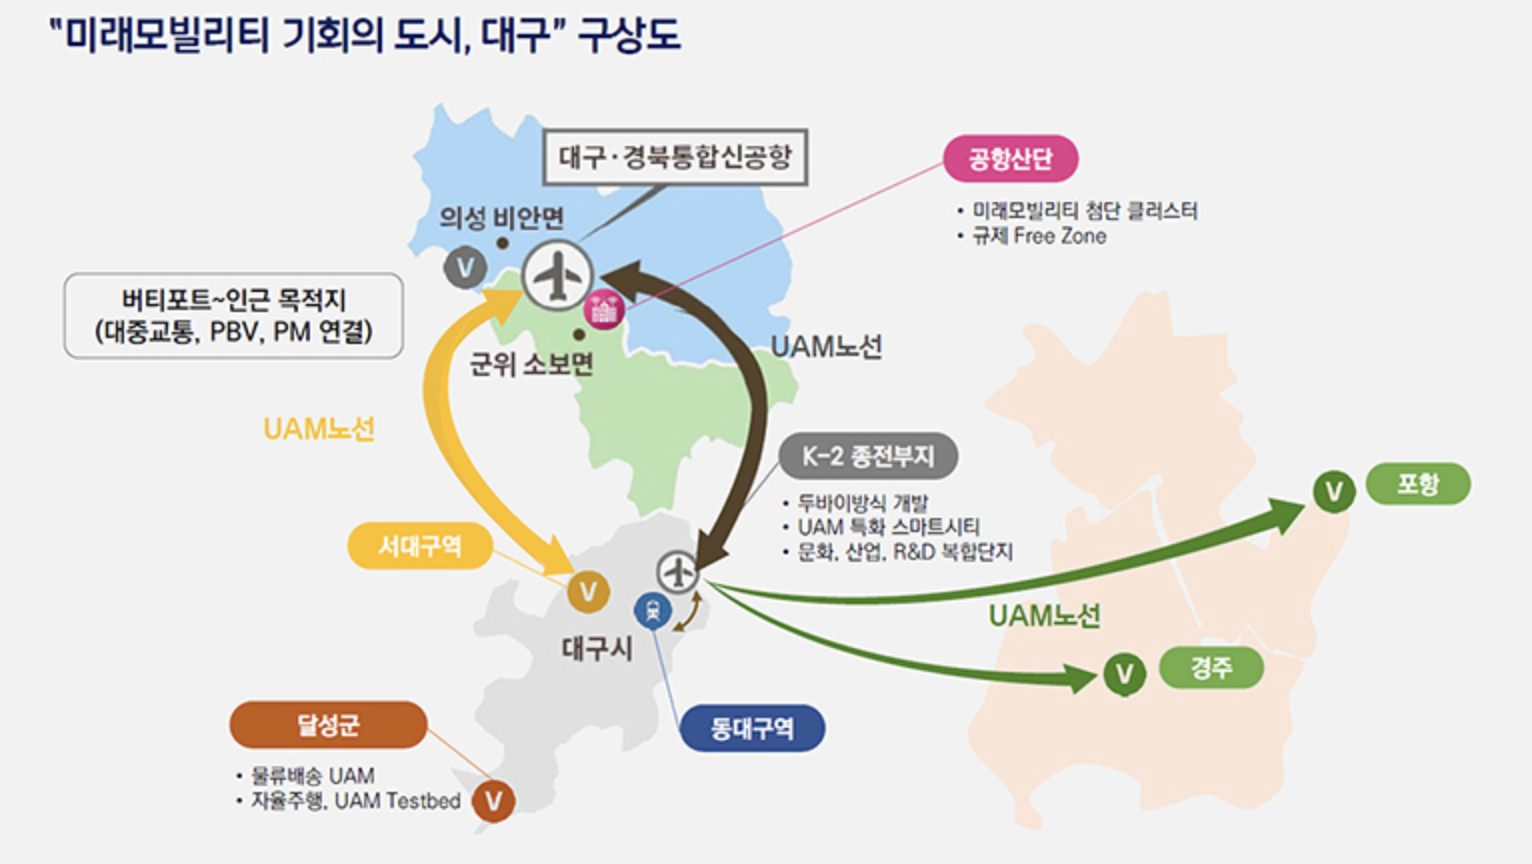 "미래모빌리티 기회의 도시, 대구" 구상도
대구·경북통합신공항
공항산단
• 미래모빌리티 첨단 클러스터
• 규제 Free Zone
의성 비안면
V
버티포트~인근 목적지
(대중교통, PBV, PM 연결)
군위 소보면
UAM노선
UAM노선
K-2 종전부지
• 두바이방식 개발
• UAM 특화 스마트시티
• 문화, 산업, R&D 복합단지
V
포항
서대구역
V
대구시
UAM노선
V
경주
달성군
• 물류배송 UAM
• 자율주행, UAM Testbed
V
동대구역